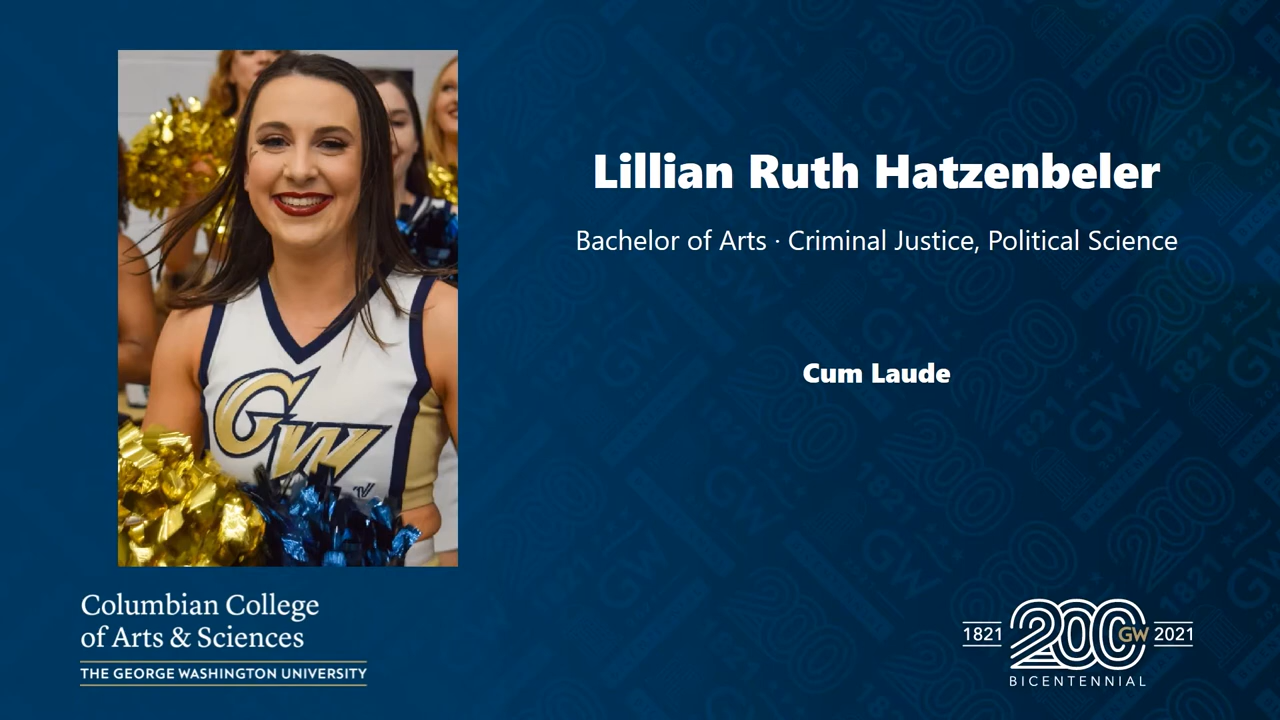 Lillian Ruth Hatzenbeler
Bachelor of Arts · Criminal Justice, Political Science
Cum Laude
GW
Columbian College
of Arts & Sciences
THE GEORGE WASHINGTON UNIVERSITY
1821 200 GW 2021
BICENTENNIAL